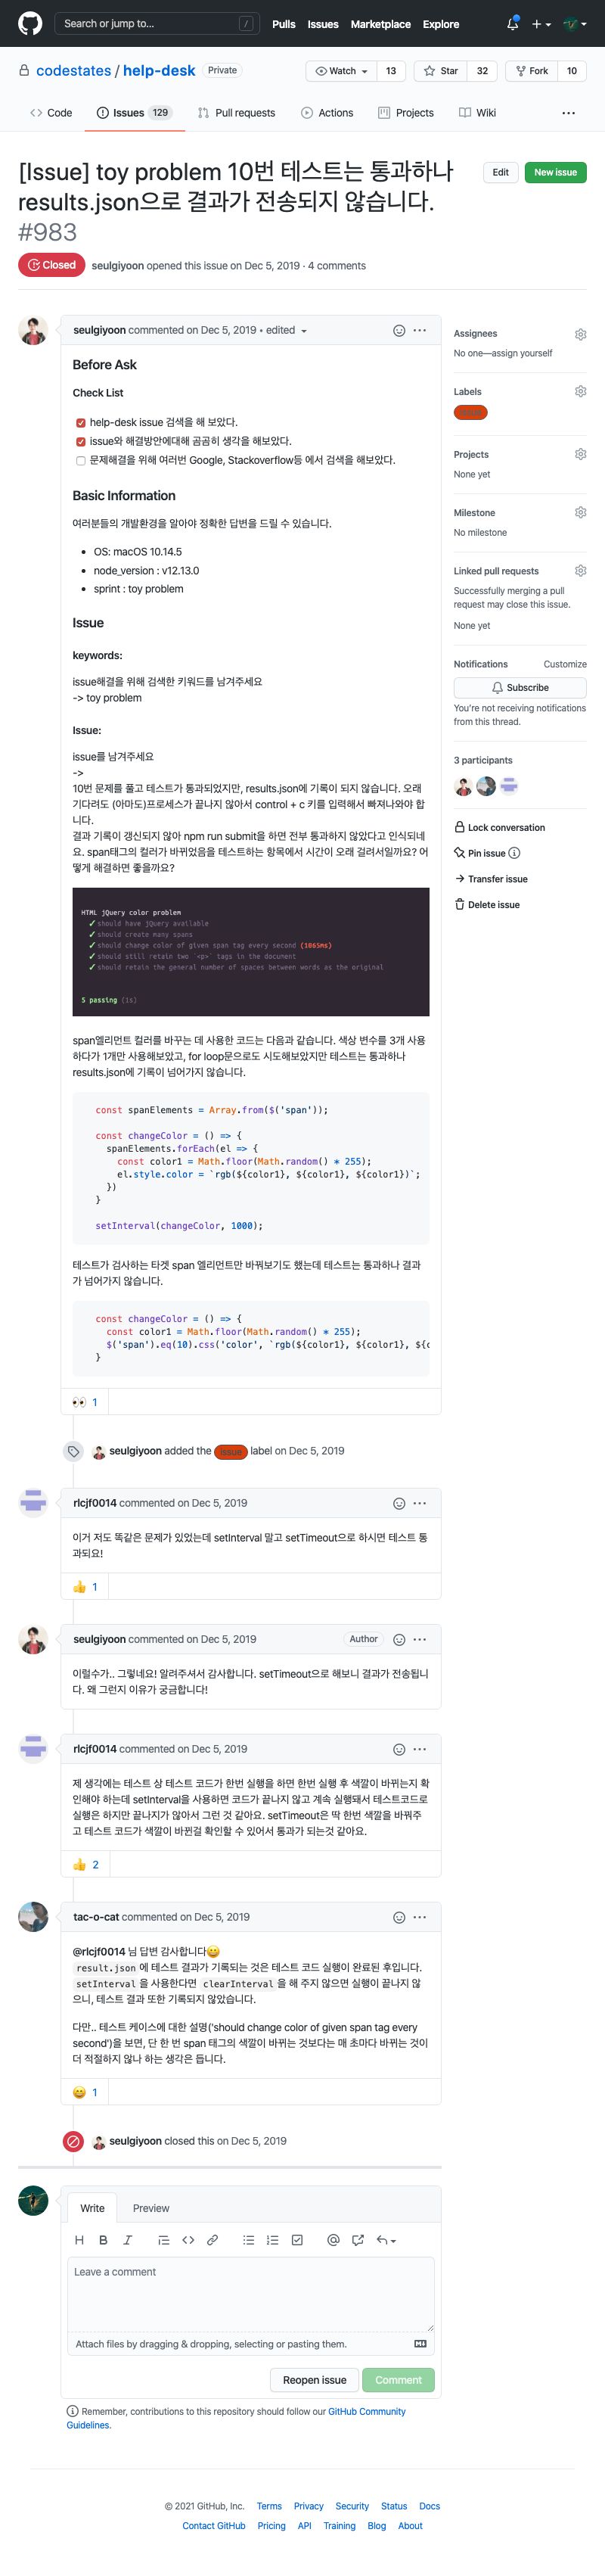 Search or jump to...
/
Pulls Issues Marketplace Explore
codestates / help-desk Private
Watch 13 Star 32 Fork 10
Code Issues 129 Pull requests Actions Projects Wiki
[Issue] toy problem 10번 테스트는 통과하나
results.json으로 결과가 전송되지 않습니다.
#983
Edit New issue
Closed seulgiyoon opened this issue on Dec 5, 2019 · 4 comments
seulgiyoon commented on Dec 5, 2019 • edited
Before Ask
Check List
help-desk issue 검색을 해 보았다.
issue와 해결방안에대해 곰곰히 생각을 해보았다.
문제해결을 위해 여러번 Google, Stackoverflow등 에서 검색을 해보았다.
Basic Information
여러분들의 개발환경을 알아야 정확한 답변을 드릴 수 있습니다.
OS: macOS 10.14.5
node_version : v12.13.0
sprint : toy problem
Issue
keywords:
issue해결을 위해 검색한 키워드를 남겨주세요
-> toy problem
Issue:
issue를 남겨주세요
->
10번 문제를 풀고 테스트가 통과되었지만, results.json에 기록이 되지 않습니다. 오래
기다려도 (아마도)프로세스가 끝나지 않아서 control + c 키를 입력해서 빠져나와야 합
니다.
결과 기록이 갱신되지 않아 npm run submit을 하면 전부 통과하지 않았다고 인식되네
요. span태그의 컬러가 바뀌었음을 테스트하는 항목에서 시간이 오래 걸려서일까요? 어
떻게 해결하면 좋을까요?
HTML jQuery color problem
✓ should have jQuery available
✓ should create many spans
✓ should change color of given span tag every second (1065ms)
✓ should still retain two `<p>` tags in the document
✓ should retain the general number of spaces between words as the original
5 passing (1s)
span엘리먼트 컬러를 바꾸는 데 사용한 코드는 다음과 같습니다. 색상 변수를 3개 사용
하다가 1개만 사용해보았고, for loop문으로도 시도해보았지만 테스트는 통과하나
results.json에 기록이 넘어가지 않습니다.
const spanElements = Array.from($('span'));
const changeColor = () => {
spanElements.forEach(el => {
const color1 = Math.floor(Math.random() * 255);
el.style.color = `rgb(${color1}, ${color1}, ${color1})`;
})
}
setInterval(changeColor, 1000);
테스트가 검사하는 타겟 span 엘리먼트만 바꿔보기도 했는데 테스트는 통과하나 결과
가 넘어가지 않습니다.
const changeColor = () => {
const color1 = Math.floor(Math.random() * 255);
$('span').eq(10).css('color', `rgb(${color1}, ${color1}, ${c
}
1
seulgiyoon added the issue label on Dec 5, 2019
rlcjf0014 commented on Dec 5, 2019
이거 저도 똑같은 문제가 있었는데 setInterval 말고 setTimeout으로 하시면 테스트 통
과되요!
1
seulgiyoon commented on Dec 5, 2019 Author
이럴수가.. 그렇네요! 알려주셔서 감사합니다. setTimeout으로 해보니 결과가 전송됩니
다. 왜 그런지 이유가 궁금합니다!
rlcjf0014 commented on Dec 5, 2019
제 생각에는 테스트 상 테스트 코드가 한번 실행을 하면 한번 실행 후 색깔이 바뀌는지 확
인해야 하는데 setInterval을 사용하면 코드가 끝나지 않고 계속 실행돼서 테스트코드로
실행은 하지만 끝나지가 않아서 그런 것 같아요. setTimeout은 딱 한번 색깔을 바꿔주
고 테스트 코드가 색깔이 바뀐걸 확인할 수 있어서 통과가 되는것 같아요.
2
tac-o-cat commented on Dec 5, 2019
@rlcjf0014 님 답변 감사합니다😀
result.json 에 테스트 결과가 기록되는 것은 테스트 코드 실행이 완료된 후입니다.
setInterval 을 사용한다면 clearInterval 을 해 주지 않으면 실행이 끝나지 않
으니, 테스트 결과 또한 기록되지 않았습니다.
다만.. 테스트 케이스에 대한 설명('should change color of given span tag every
second')을 보면, 단 한 번 span 태그의 색깔이 바뀌는 것보다는 매 초마다 바뀌는 것이
더 적절하지 않나 하는 생각은 듭니다.
1
seulgiyoon closed this on Dec 5, 2019
Assignees
No one—assign yourself
Labels
issue
Projects
None yet
Milestone
No milestone
Linked pull requests
Successfully merging a pull
request may close this issue.
None yet
Notifications Customize
Subscribe
You're not receiving notifications
from this thread.
3 participants
Lock conversation
Pin issue
Transfer issue
Delete issue
Write Preview
Leave a comment
Attach files by dragging & dropping, selecting or pasting them.
Reopen issue Comment
Remember, contributions to this repository should follow our GitHub Community
Guidelines.
© 2021 GitHub, Inc. Terms Privacy Security Status Docs
Contact GitHub Pricing API Training Blog About